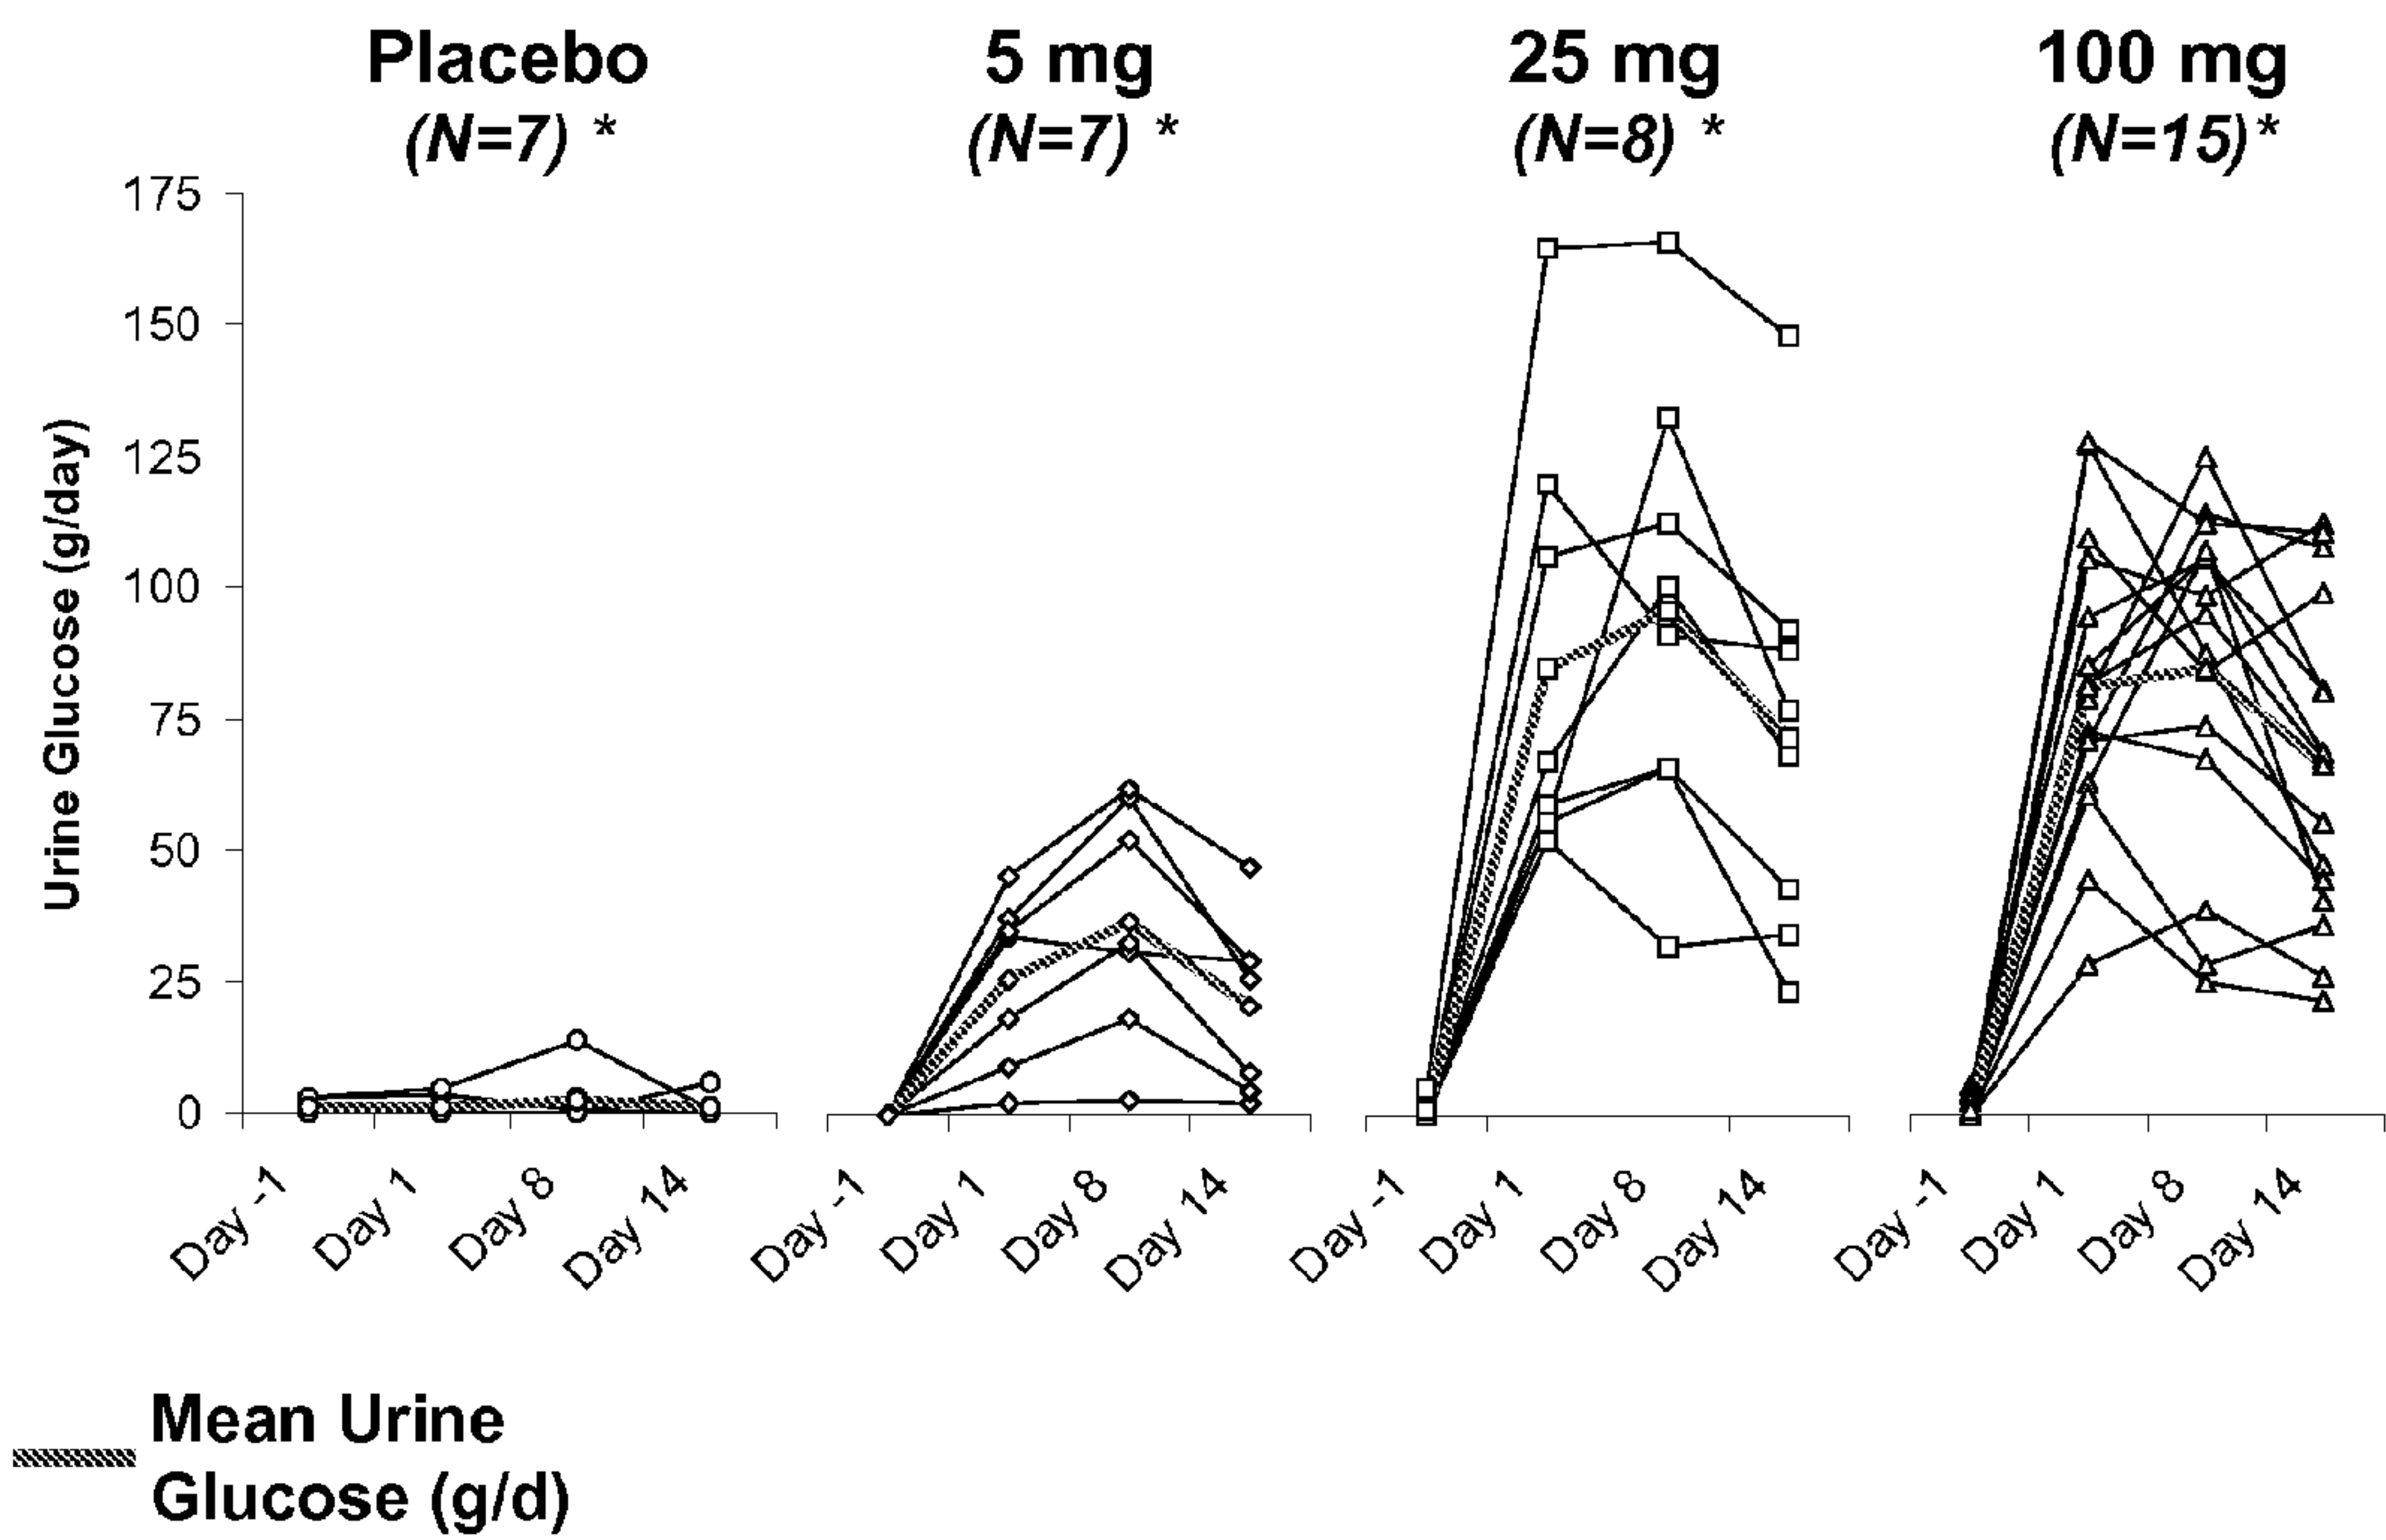 Placebo
(N=7) *
5 mg
(N=7) *
25 mg
(N=8) *
100 mg
(N=15)*
Urine Glucose (g/day)
175
150
125
100
75
50
25
0
Day -1
Day 1
Day 8
Day 14
Day -1
Day 1
Day 8
Day 14
Day -1
Day 1
Day 8
Day 14
Day -1
Day 1
Day 8
Day 14
Mean Urine
Glucose (g/d)